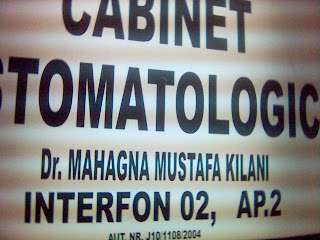 CABINET
STOMATOLOGIC
Dr. MAHAGNA MUSTAFA KILANI
INTERFON 02, AP.2
AUT. NR. J10/1108/2004